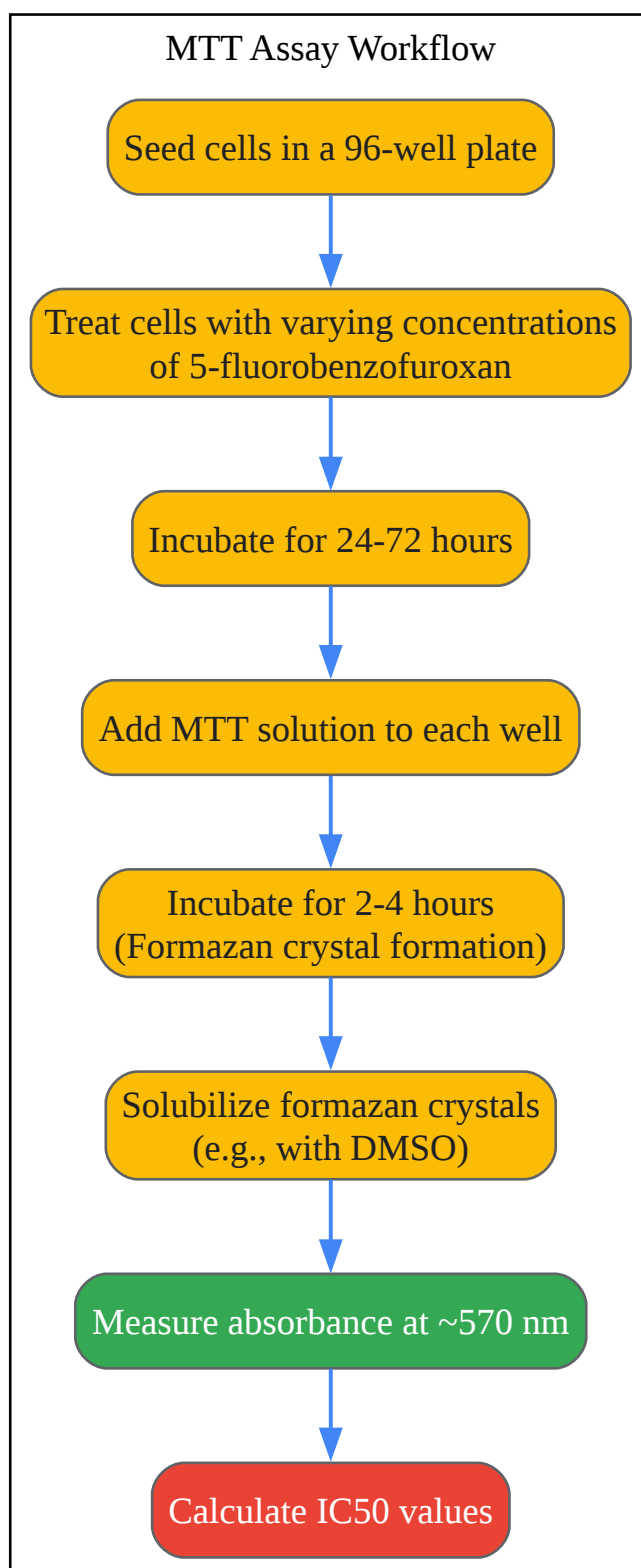 MTT Assay Workflow
Seed cells in a 96-well plate
Treat cells with varying concentrations
of 5-fluorobenzofuroxan
Incubate for 24-72 hours
Add MTT solution to each well
Incubate for 2-4 hours
(Formazan crystal formation)
Solubilize formazan crystals
(e.g., with DMSO)
Measure absorbance at ~570 nm
Calculate IC50 values